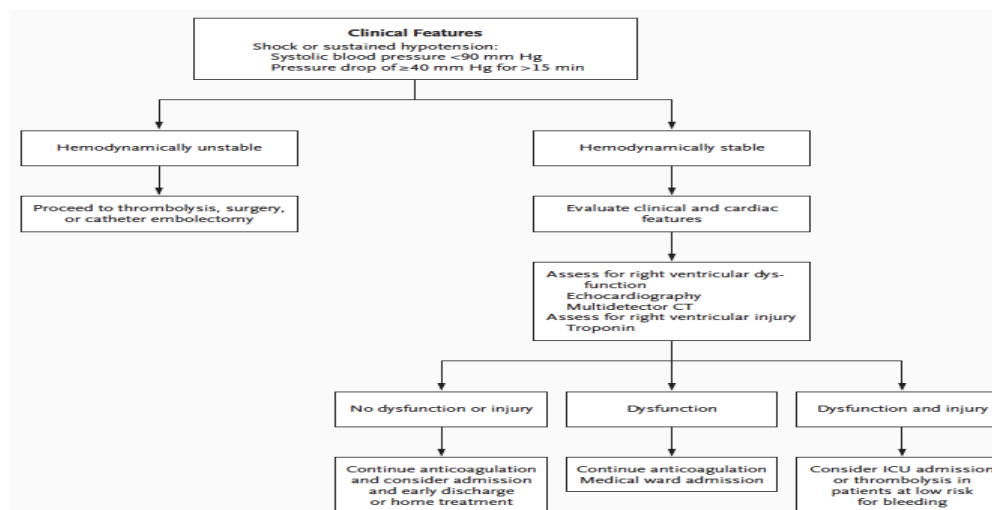 Clinical Features
Shock or sustained hypotension:
Systolic blood pressure <90 mm Hg
Pressure drop of ≥40 mm Hg for >15 min
Hemodynamically unstable
Hemodynamically stable
Proceed to thrombolysis, surgery,
or catheter embolectomy
Evaluate clinical and cardiac
features
Assess for right ventricular dys-
function
Echocardiography
Multidetector CT
Assess for right ventricular injury
Troponin
No dysfunction or injury
Dysfunction
Dysfunction and injury
Continue anticoagulation
and consider admission
and early discharge
or home treatment
Continue anticoagulation
Medical ward admission
Consider ICU admission
or thrombolysis in
patients at low risk
for bleeding